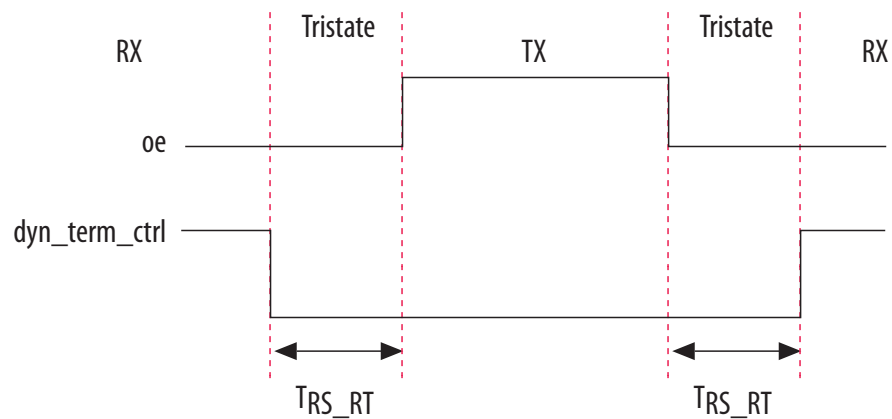 Tristate
Tristate
RX
TX
RX
oe
dyn_term_ctrl
TRS_RT
TRS_RT